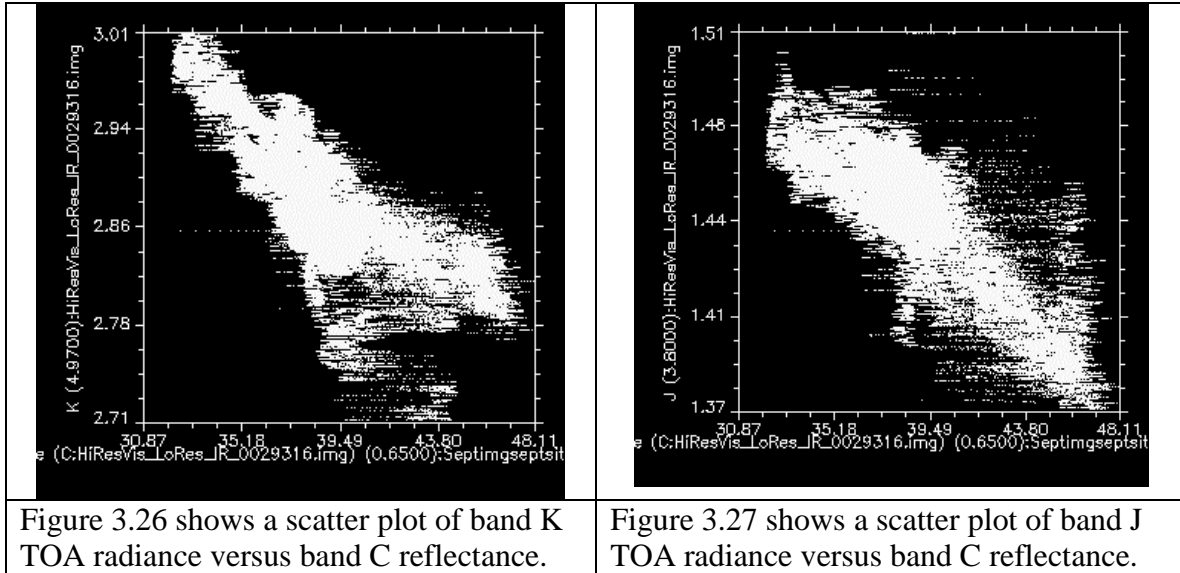 3.01
2.94
2.86
2.78
2.71
K (4.9700):HiResVis_LoRes_IR_0029316.img
30.87 35.18 39.49 43.80 48.11
e (C:HiResVis_LoRes_IR_0029316.img) (0.6500):Septimgseptsit
Figure 3.26 shows a scatter plot of band K
TOA radiance versus band C reflectance.
1.51
1.48
1.44
1.41
1.37
J (3.8000):HiResVis_LoRes_IR_0029316.img
30.87 35.18 39.49 43.80 48.11
e (C:HiResVis_LoRes_IR_0029316.img) (0.6500):Septimgseptsit
Figure 3.27 shows a scatter plot of band J
TOA radiance versus band C reflectance.